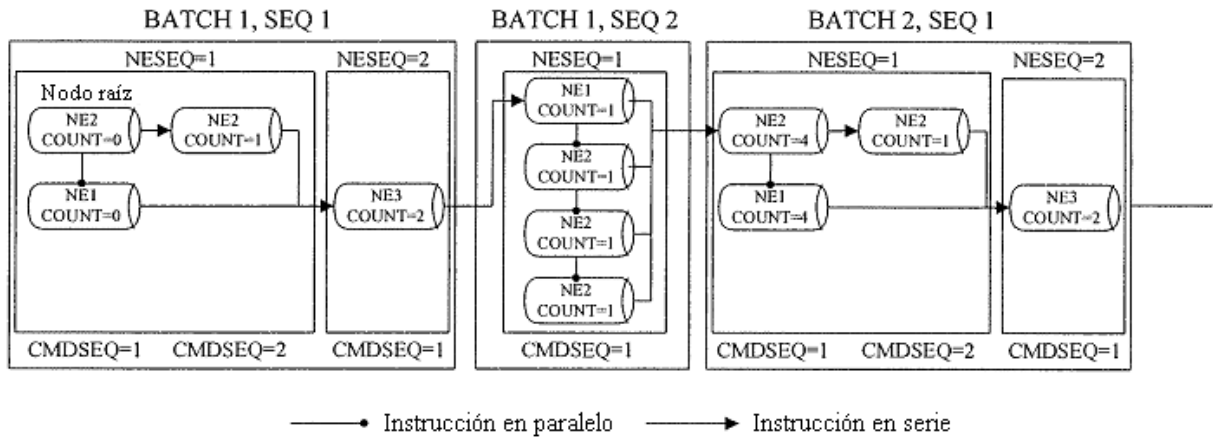 BATCH 1, SEQ 1
BATCH 1, SEQ 2
BATCH 2, SEQ 1
NESEQ=1
NESEQ=2
NESEQ=1
NESEQ=1
NESEQ=2
Nodo raíz
NE2
COUNT=0
NE2
COUNT=1
NE1
COUNT=0
NE3
COUNT=2
NE1
COUNT=1
NE2
COUNT=1
NE2
COUNT=1
NE2
COUNT=1
NE2
COUNT=4
NE2
COUNT=1
NE1
COUNT=4
NE3
COUNT=2
CMDSEQ=1
CMDSEQ=2
CMDSEQ=1
CMDSEQ=1
CMDSEQ=1
CMDSEQ=2
CMDSEQ=1
Instrucción en paralelo
Instrucción en serie